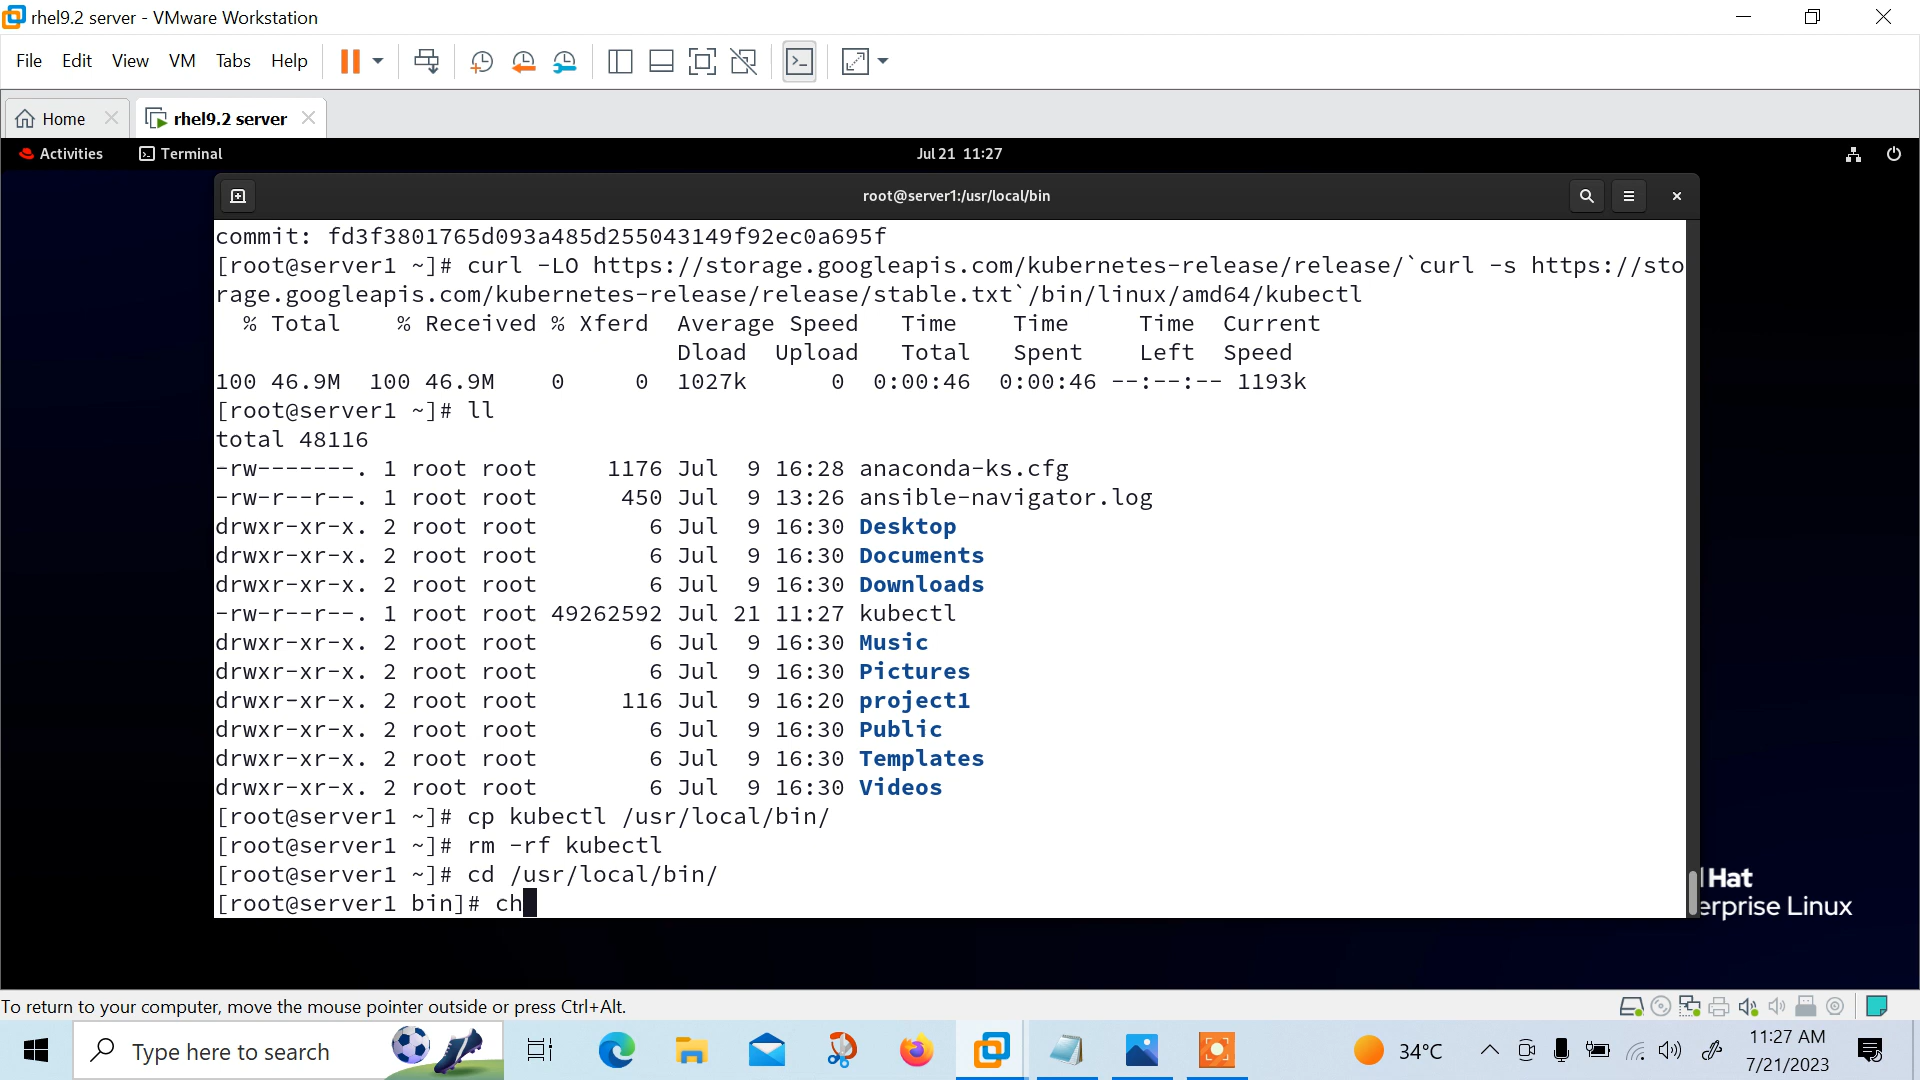 rhel9.2 server - VMware Workstation
File Edit View VM Tabs Help
Home rhel9.2 server
Activities Terminal Jul 21 11:27
root@server1:/usr/local/bin
commit: fd3f3801765d093a485d255043149f92ec0a695f
[root@server1 ~]# curl -LO https://storage.googleapis.com/kubernetes-release/release/`curl -s https://sto
rage.googleapis.com/kubernetes-release/release/stable.txt`/bin/linux/amd64/kubectl
% Total % Received % Xferd Average Speed Time Time Time Current
Dload Upload Total Spent Left Speed
100 46.9M 100 46.9M 0 0 1027k 0 0:00:46 0:00:46 --:--:-- 1193k
[root@server1 ~]# ll
total 48116
-rw-------. 1 root root 1176 Jul 9 16:28 anaconda-ks.cfg
-rw-r--r--. 1 root root 450 Jul 9 13:26 ansible-navigator.log
drwxr-xr-x. 2 root root 6 Jul 9 16:30 Desktop
drwxr-xr-x. 2 root root 6 Jul 9 16:30 Documents
drwxr-xr-x. 2 root root 6 Jul 9 16:30 Downloads
-rw-r--r--. 1 root root 49262592 Jul 21 11:27 kubectl
drwxr-xr-x. 2 root root 6 Jul 9 16:30 Music
drwxr-xr-x. 2 root root 6 Jul 9 16:30 Pictures
drwxr-xr-x. 2 root root 116 Jul 9 16:20 project1
drwxr-xr-x. 2 root root 6 Jul 9 16:30 Public
drwxr-xr-x. 2 root root 6 Jul 9 16:30 Templates
drwxr-xr-x. 2 root root 6 Jul 9 16:30 Videos
[root@server1 ~]# cp kubectl /usr/local/bin/
[root@server1 ~]# rm -rf kubectl
[root@server1 ~]# cd /usr/local/bin/
[root@server1 bin]# ch
Hat
erprise Linux
To return to your computer, move the mouse pointer outside or press Ctrl+Alt.
Type here to search
34°C
11:27 AM
7/21/2023